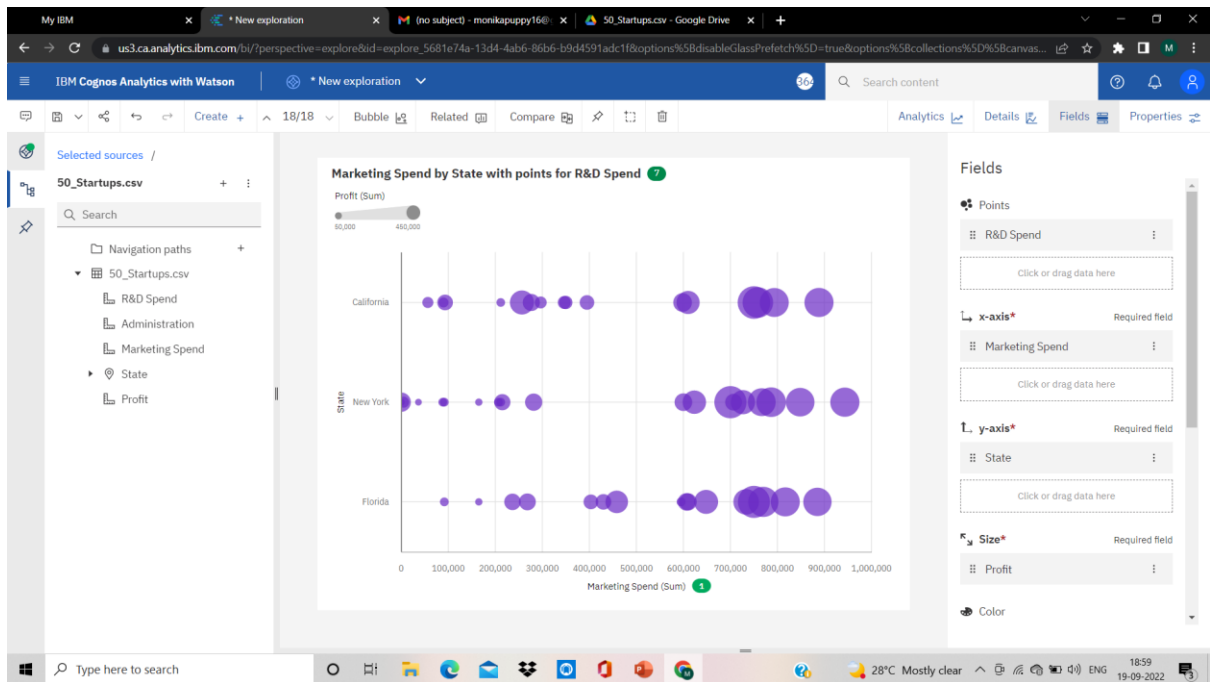 My IBM
* New exploration
(no subject) - monikapuppy16@
50_Startups.csv - Google Drive
us3.ca.analytics.ibm.com/bi/?perspective=explore&id=explore_5681e74a-13d4-4ab6-86b6-b9d4591adc1f&options%5BdisableGlassPrefetch%5D=true&options%5Bcollections%5D%5Bcanvas...
M
IBM Cognos Analytics with Watson
* New exploration
364
Search content
Create +
18/18
Bubble
Related
Compare
Analytics
Details
Fields
Properties
Selected sources /
50_Startups.csv
Search
Navigation paths
50_Startups.csv
R&D Spend
Administration
Marketing Spend
State
Profit
Marketing Spend by State with points for R&D Spend 7
Profit (Sum)
50,000 450,000
State
California
New York
Florida
0 100,000 200,000 300,000 400,000 500,000 600,000 700,000 800,000 900,000 1,000,000
Marketing Spend (Sum) 1
Fields
Points
R&D Spend
Click or drag data here
x-axis* Required field
Marketing Spend
Click or drag data here
y-axis* Required field
State
Click or drag data here
Size* Required field
Profit
Color
Type here to search
28°C Mostly clear
ENG
18:59
19-09-2022
3